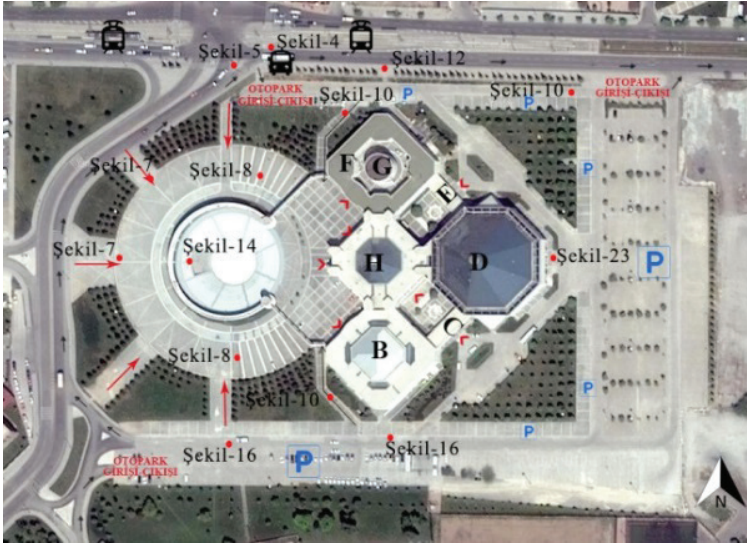 Şekil-4
Şekil-5
Şekil-12
OTOPARK
GİRİŞİ-ÇIKIŞI
P
Şekil-10
Şekil-10
OTOPARK
GİRİŞİ-ÇIKIŞI
P
Şekil-7
Şekil-8
F
G
E
P
P
Şekil-7
Şekil-14
H
D
Şekil-23
P
Şekil-8
B
C
Şekil-10
P
P
Şekil-16
Şekil-16
OTOPARK
GİRİŞİ-ÇIKIŞI
P
N